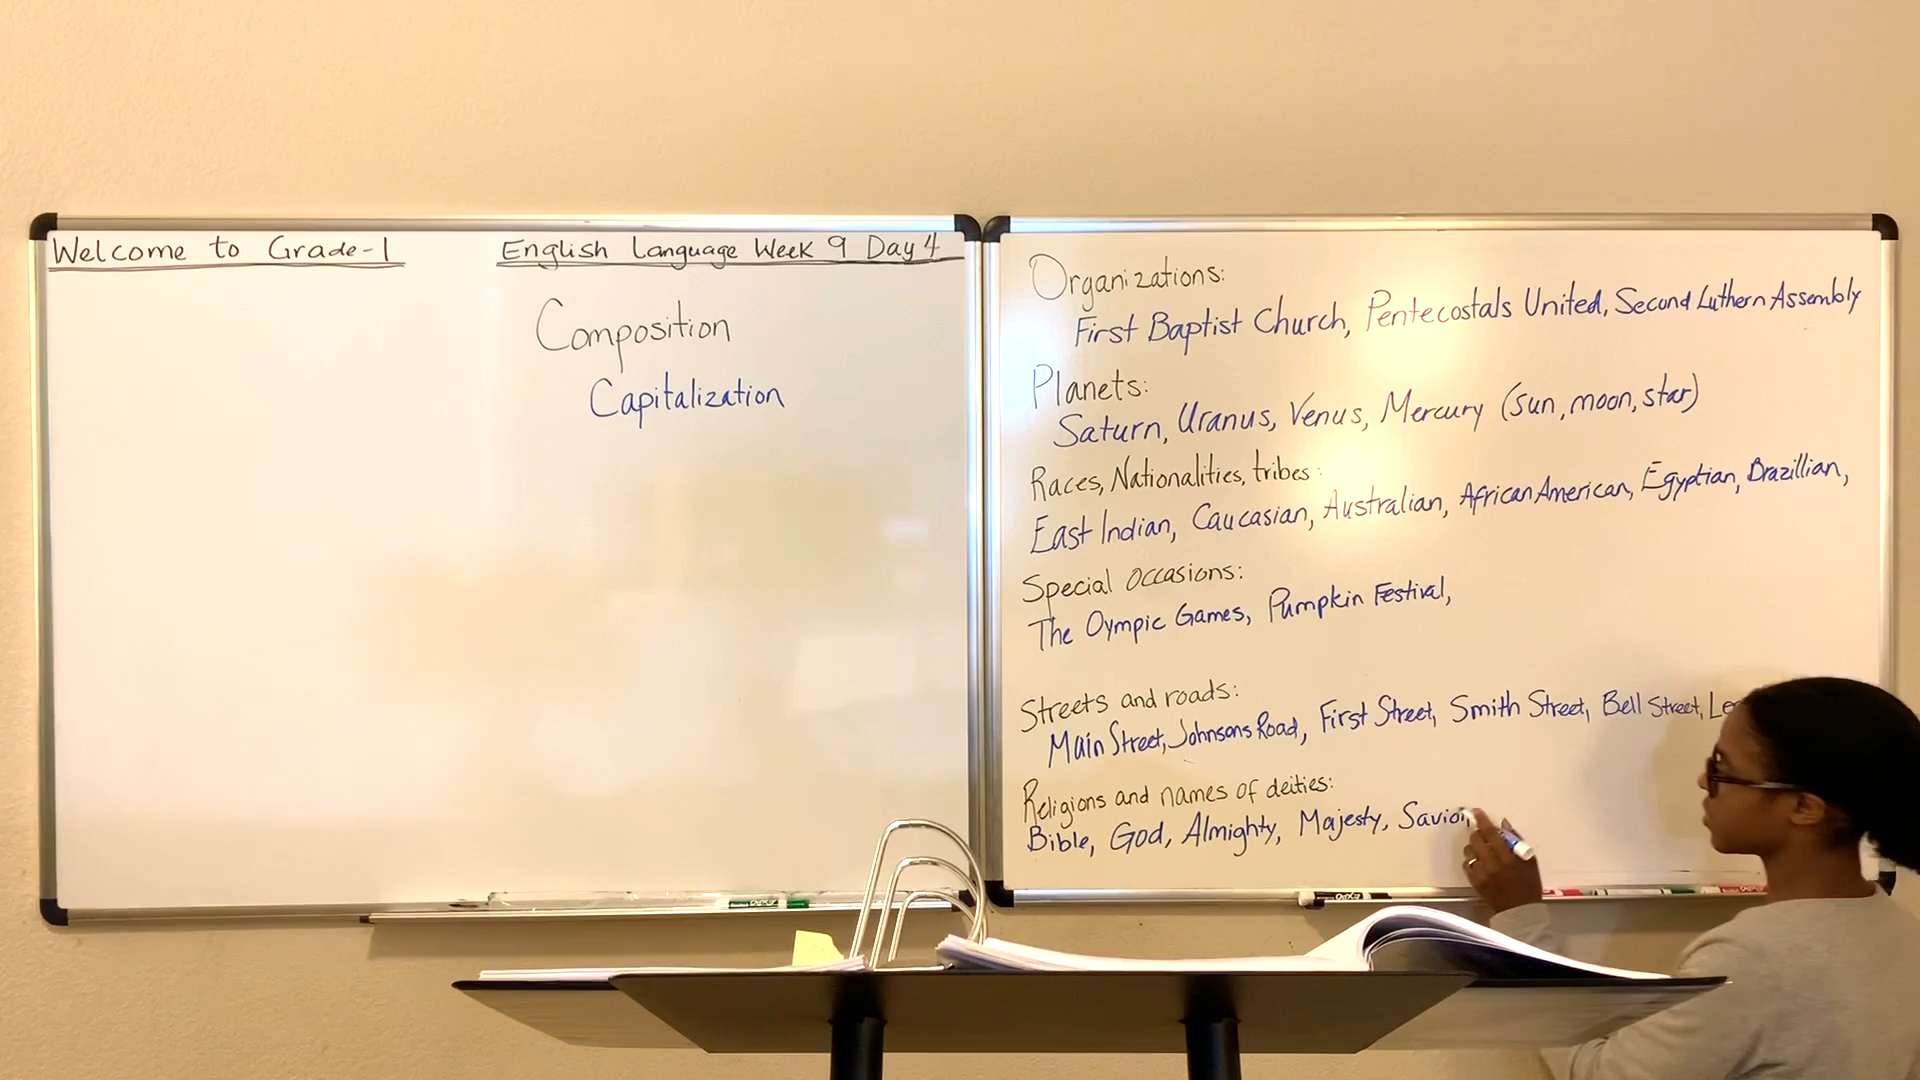 Welcome to Grade-1
English Language Week 9 Day 4
Composition
Capitalization
Organizations:
First Baptist Church, Pentecostals United, Second Luthern Assembly
Planets:
Saturn, Uranus, Venus, Mercury (sun, moon, star)
Races, Nationalities, tribes:
East Indian, Caucasian, Australian, African American, Egyptian, Brazillian,
Special Occasions:
The Oympic Games, Pumpkin Festival,
Streets and roads:
Main Street, Johnsons Road, First Street, Smith Street, Bell Street,
Religions and names of deities:
Bible, God, Almighty, Majesty, Savior